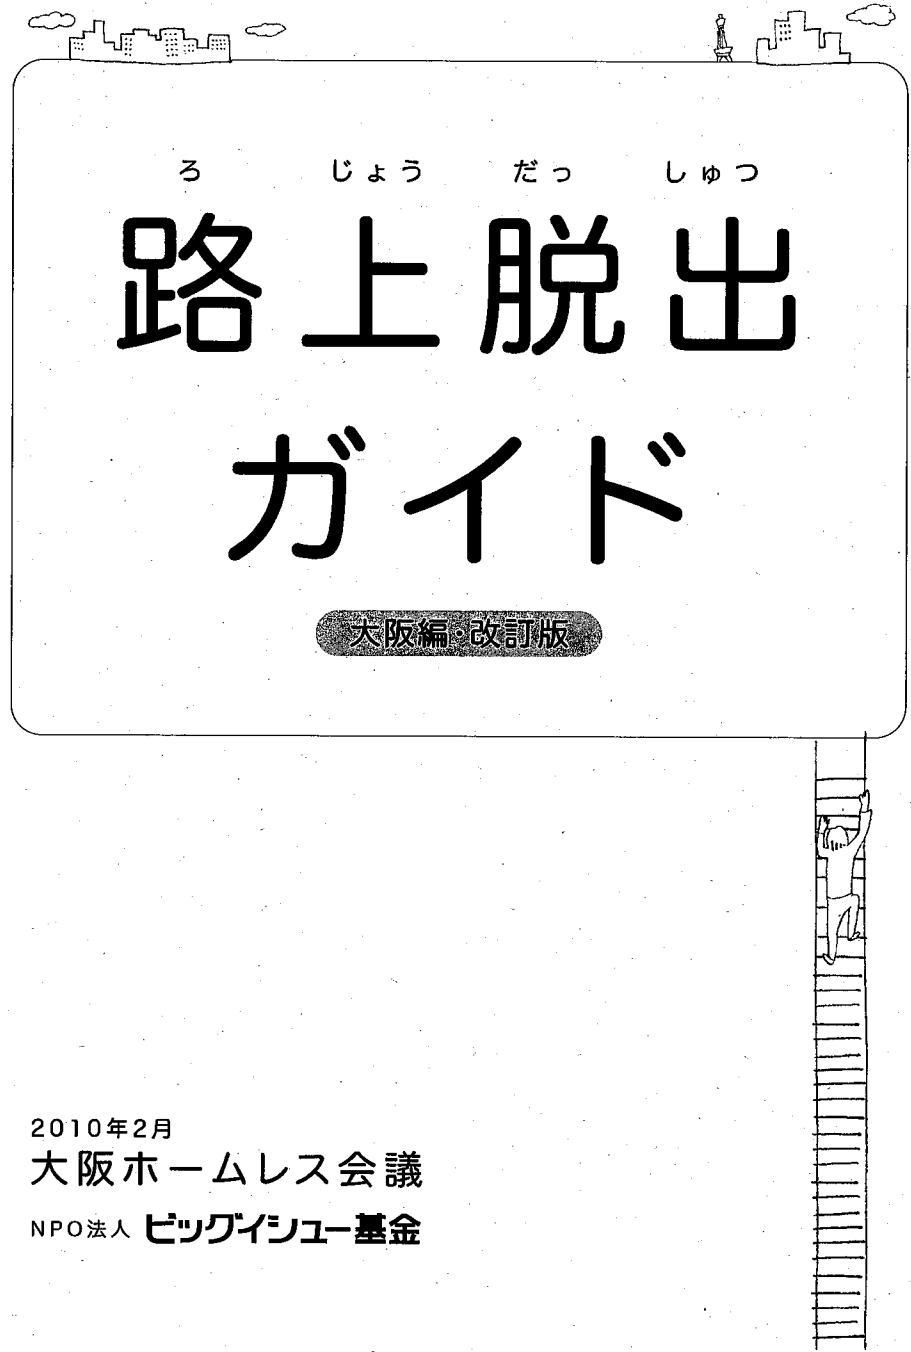 ろ じょう だっ しゅつ
路上脱出
ガイド
大阪編・改訂版
2010年2月
大阪ホームレス会議
NPO法人 ビッグイシュー基金